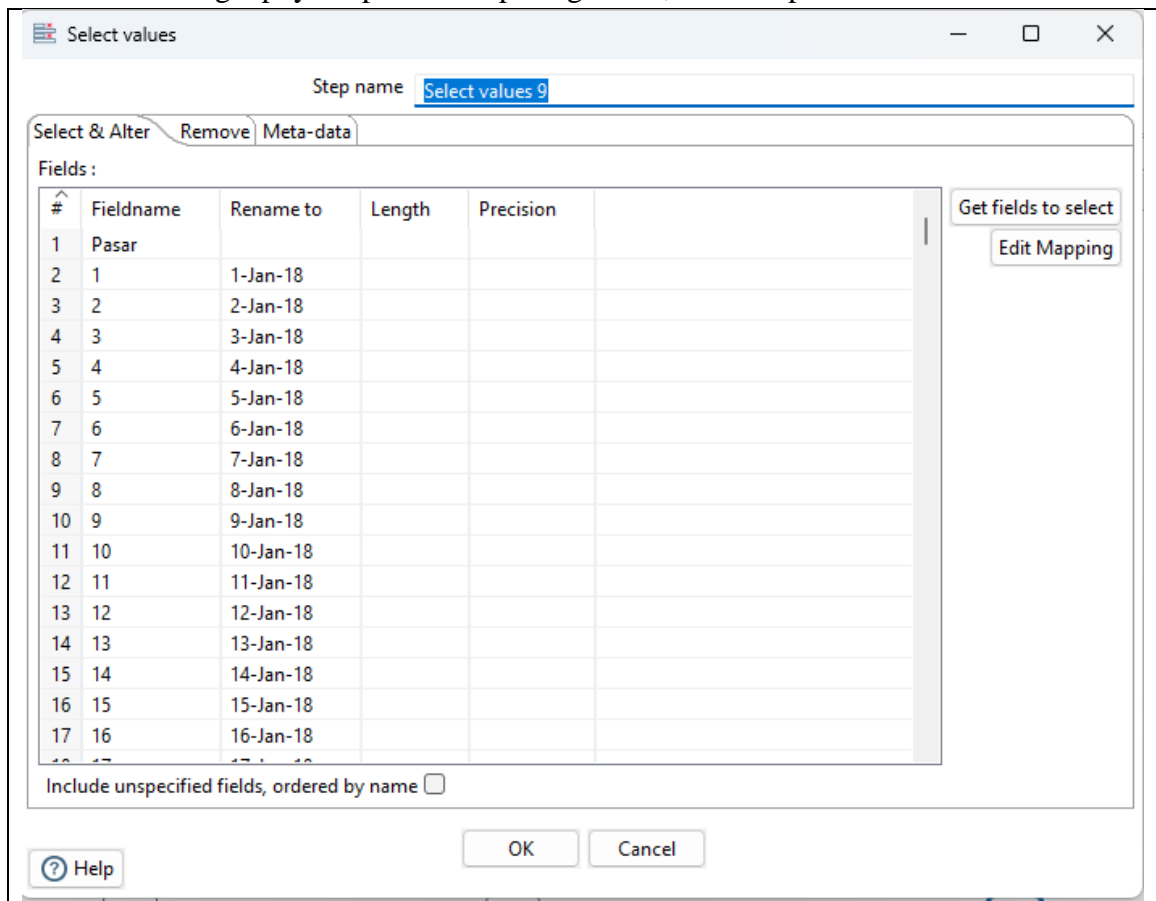 Select values
Step name Select values 9
Select & Alter Remove Meta-data
Fields :
# Fieldname Rename to Length Precision
Get fields to select
1 Pasar
Edit Mapping
2 1 1-Jan-18
3 2 2-Jan-18
4 3 3-Jan-18
5 4 4-Jan-18
6 5 5-Jan-18
7 6 6-Jan-18
8 7 7-Jan-18
9 8 8-Jan-18
10 9 9-Jan-18
11 10 10-Jan-18
12 11 11-Jan-18
13 12 12-Jan-18
14 13 13-Jan-18
15 14 14-Jan-18
16 15 15-Jan-18
17 16 16-Jan-18
Include unspecified fields, ordered by name
OK Cancel
Help